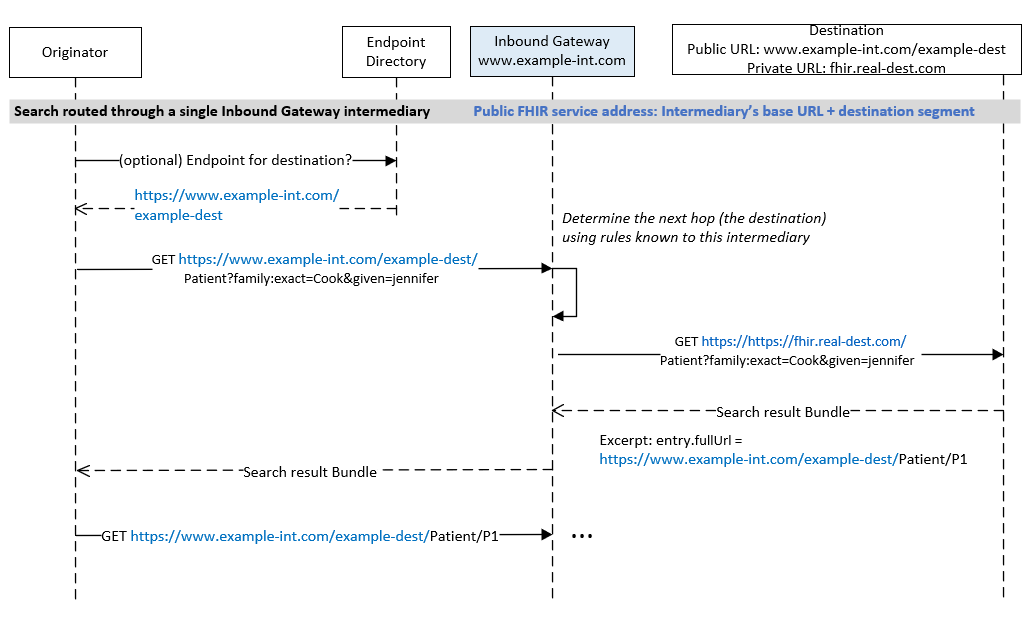 Originator
Endpoint
Directory
Inbound Gateway
www.example-int.com
Destination
Public URL: www.example-int.com/example-dest
Private URL: fhir.real-dest.com
Search routed through a single Inbound Gateway intermediary
Public FHIR service address: Intermediary's base URL + destination segment
(optional) Endpoint for destination?
https://www.example-int.com/
example-dest
Determine the next hop (the destination)
using rules known to this intermediary
GET https://www.example-int.com/example-dest/
Patient?family:exact=Cook&given=jennifer
GET https://https://fhir.real-dest.com/
Patient?family:exact=Cook&given=jennifer
Search result Bundle
Excerpt: entry.fullUrl =
https://www.example-int.com/example-dest/Patient/P1
Search result Bundle
GET https://www.example-int.com/example-dest/Patient/P1
...